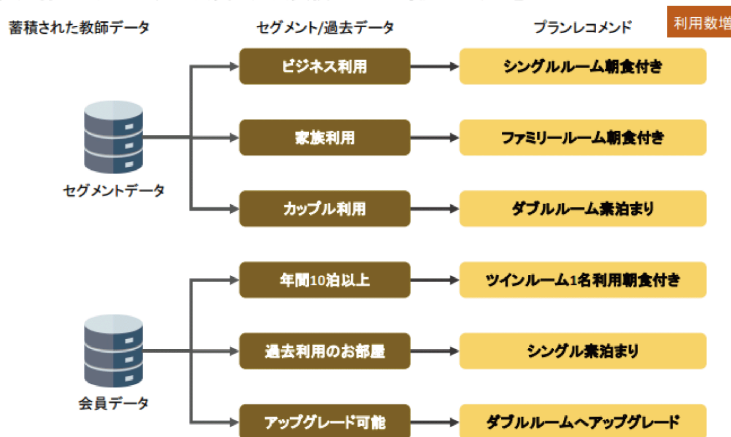 蓄積された教師データ
セグメント/過去データ
プランレコメンド
利用数増
ビジネス利用
シングルルーム朝食付き
家族利用
ファミリールーム朝食付き
セグメントデータ
カップル利用
ダブルルーム素泊まり
年間10泊以上
ツインルーム1名利用朝食付き
過去利用のお部屋
シングル素泊まり
会員データ
アップグレード可能
ダブルルームへアップグレード